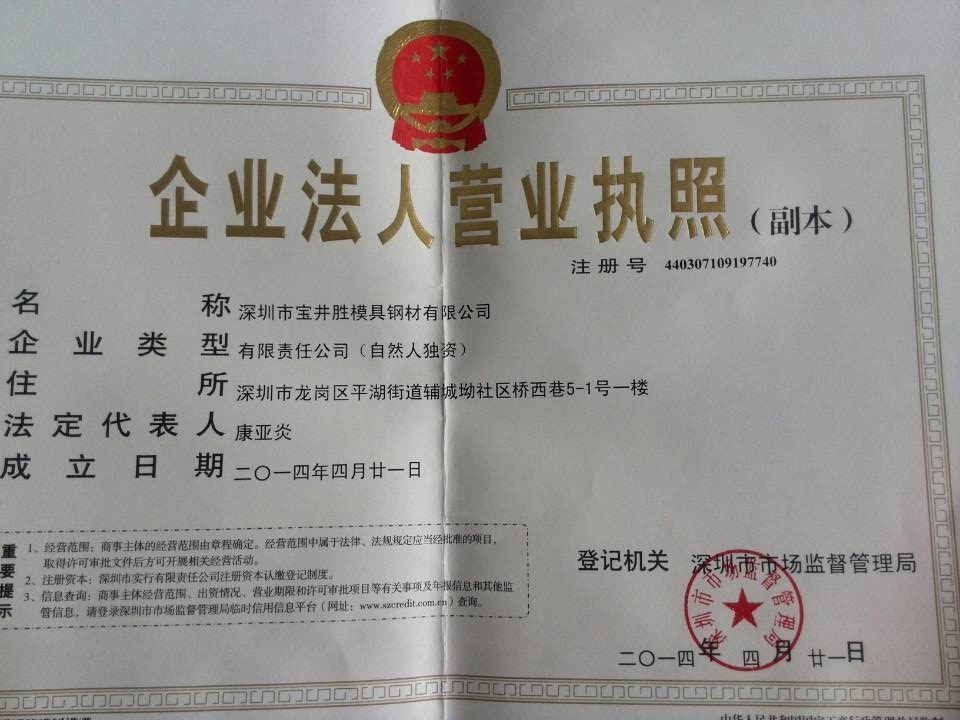 企业法人营业执照（副本）
注册号 440307109197740
名称 深圳市宝井胜模具钢材有限公司
企业类型 有限责任公司（自然人独资）
住所 深圳市龙岗区平湖街道辅城坳社区桥西巷5-1号一楼
法定代表人 康亚炎
成立日期 二〇一四年四月廿一日
重要提示
1、经营范围：商事主体的经营范围由章程确定。经营范围中属于法律、法规规定应当经批准的项目，
取得许可审批文件后方可开展相关经营活动。
2、注册资本：深圳市实行有限责任公司注册资本认缴登记制度。
3、信息查询：商事主体经营范围、出资情况、营业期限和许可审批项目等有关事项及年报信息和其他监
管信息，请登录深圳市市场监督管理局临时信用信息平台（网址：www.szcredit.com.cn）查询。
登记机关 深圳市市场监督管理局
深圳市市场监督管理局
二〇一四年 四月 廿一日